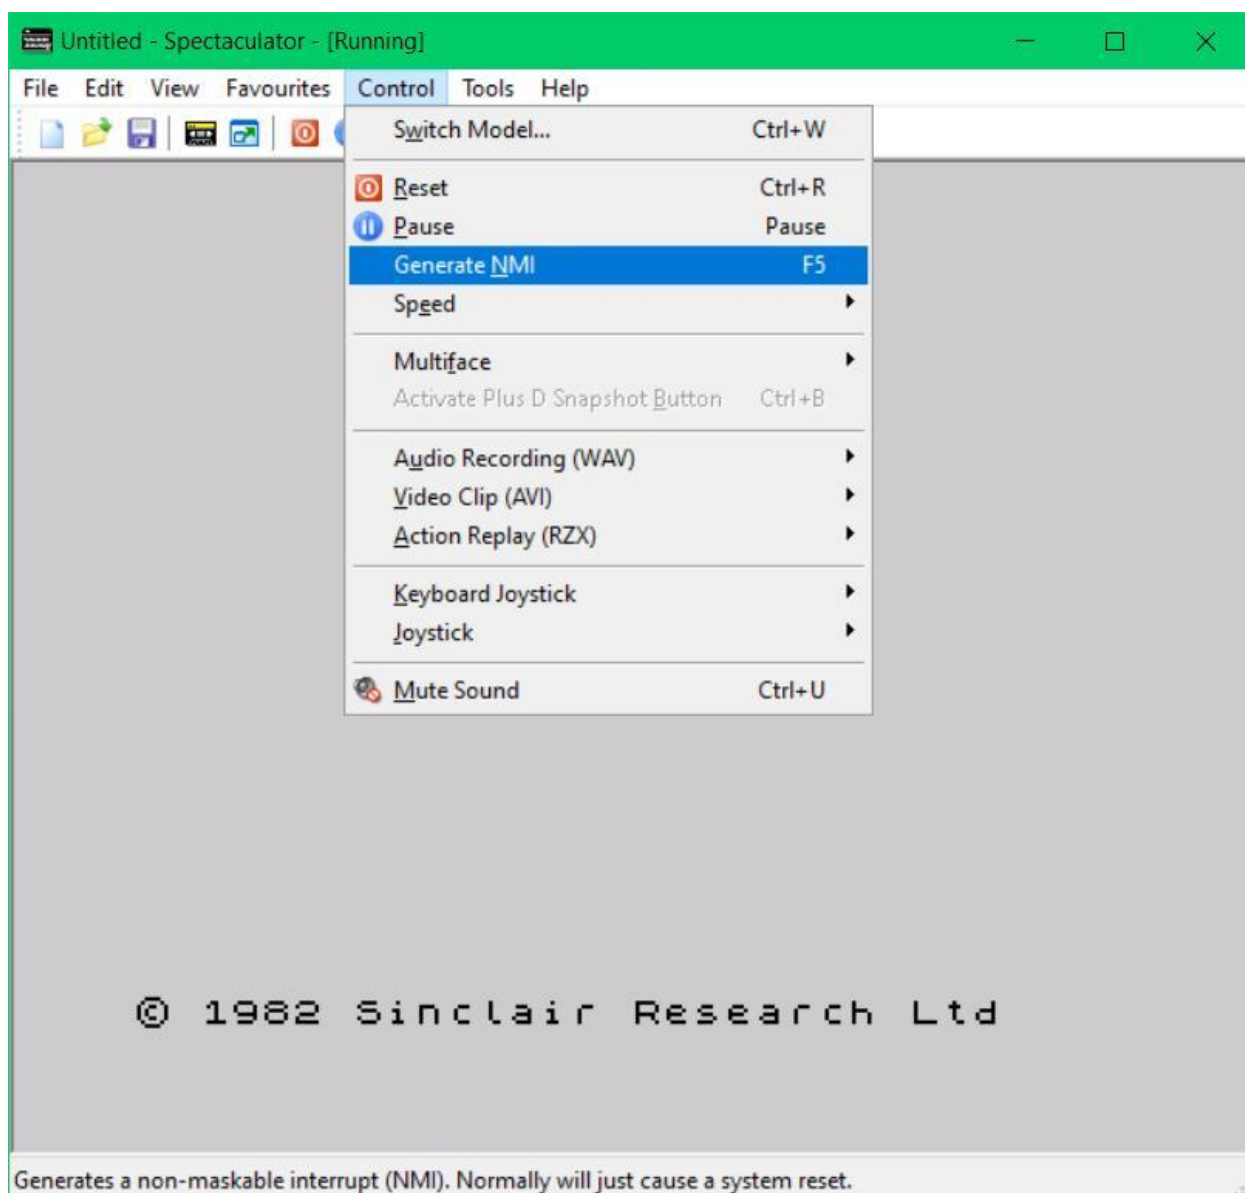 Untitled - Spectaculator - [Running]
File Edit View Favourites Control Tools Help
Switch Model... Ctrl+W
Reset Ctrl+R
Pause Pause
Generate NMI F5
Speed
Multiface
Activate Plus D Snapshot Button Ctrl+B
Audio Recording (WAV)
Video Clip (AVI)
Action Replay (RZX)
Keyboard Joystick
Joystick
Mute Sound Ctrl+U
© 1982 Sinclair Research Ltd
Generates a non-maskable interrupt (NMI). Normally will just cause a system reset.